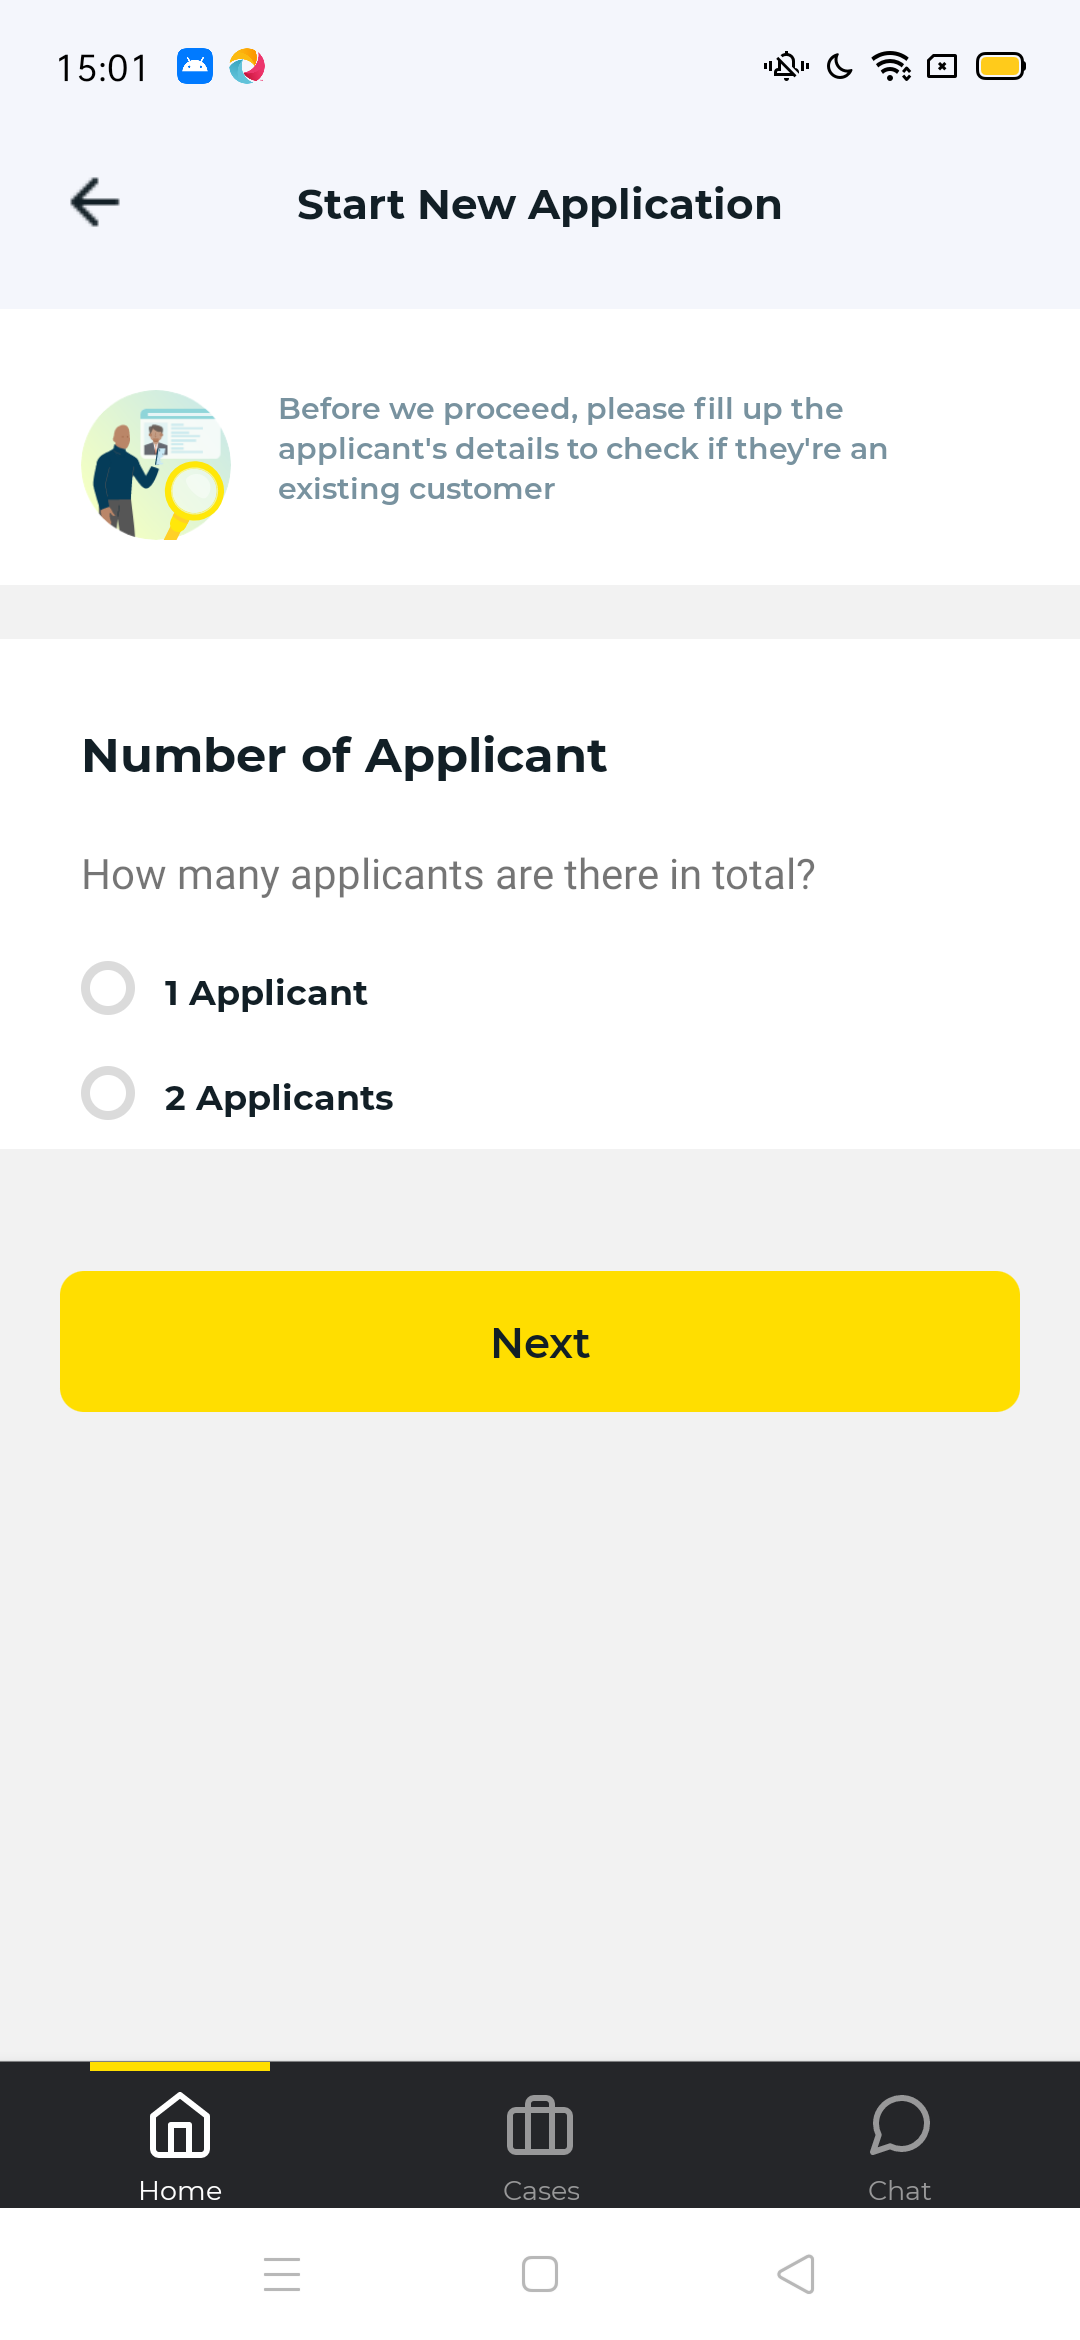 15:01
Start New Application
Before we proceed, please fill up the
applicant's details to check if they're an
existing customer
Number of Applicant
How many applicants are there in total?
1 Applicant
2 Applicants
Next
Home
Cases
Chat